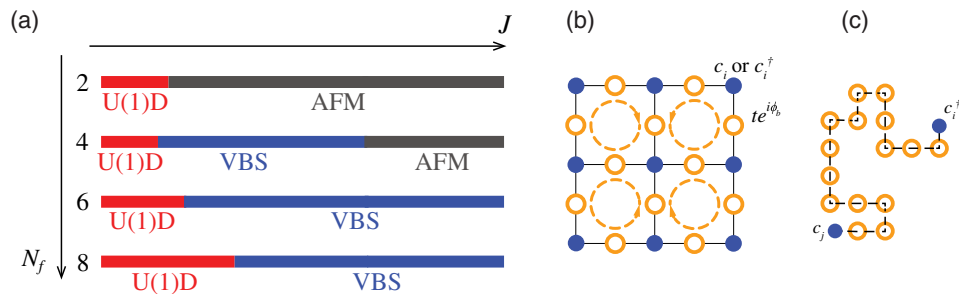 (a)
J
2
U(1)D
AFM
4
U(1)D
VBS
AFM
6
U(1)D
VBS
N_f
8
U(1)D
VBS
(b)
c_i or c_i^†
te^{iϕ_b}
(c)
c_i^†
c_j